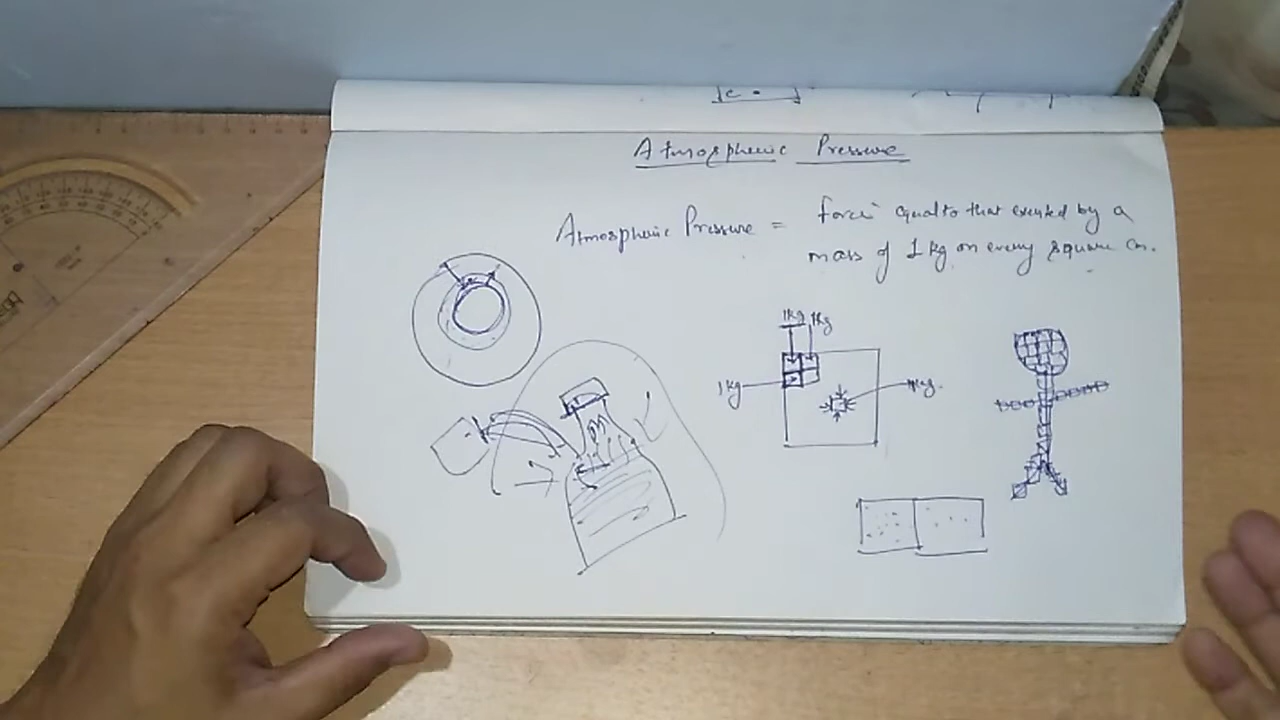 Atmospheric Pressure
Atmospheric Pressure = force equal to that exerted by a
mass of 1 kg on every square cm.
1kg 1kg
1kg